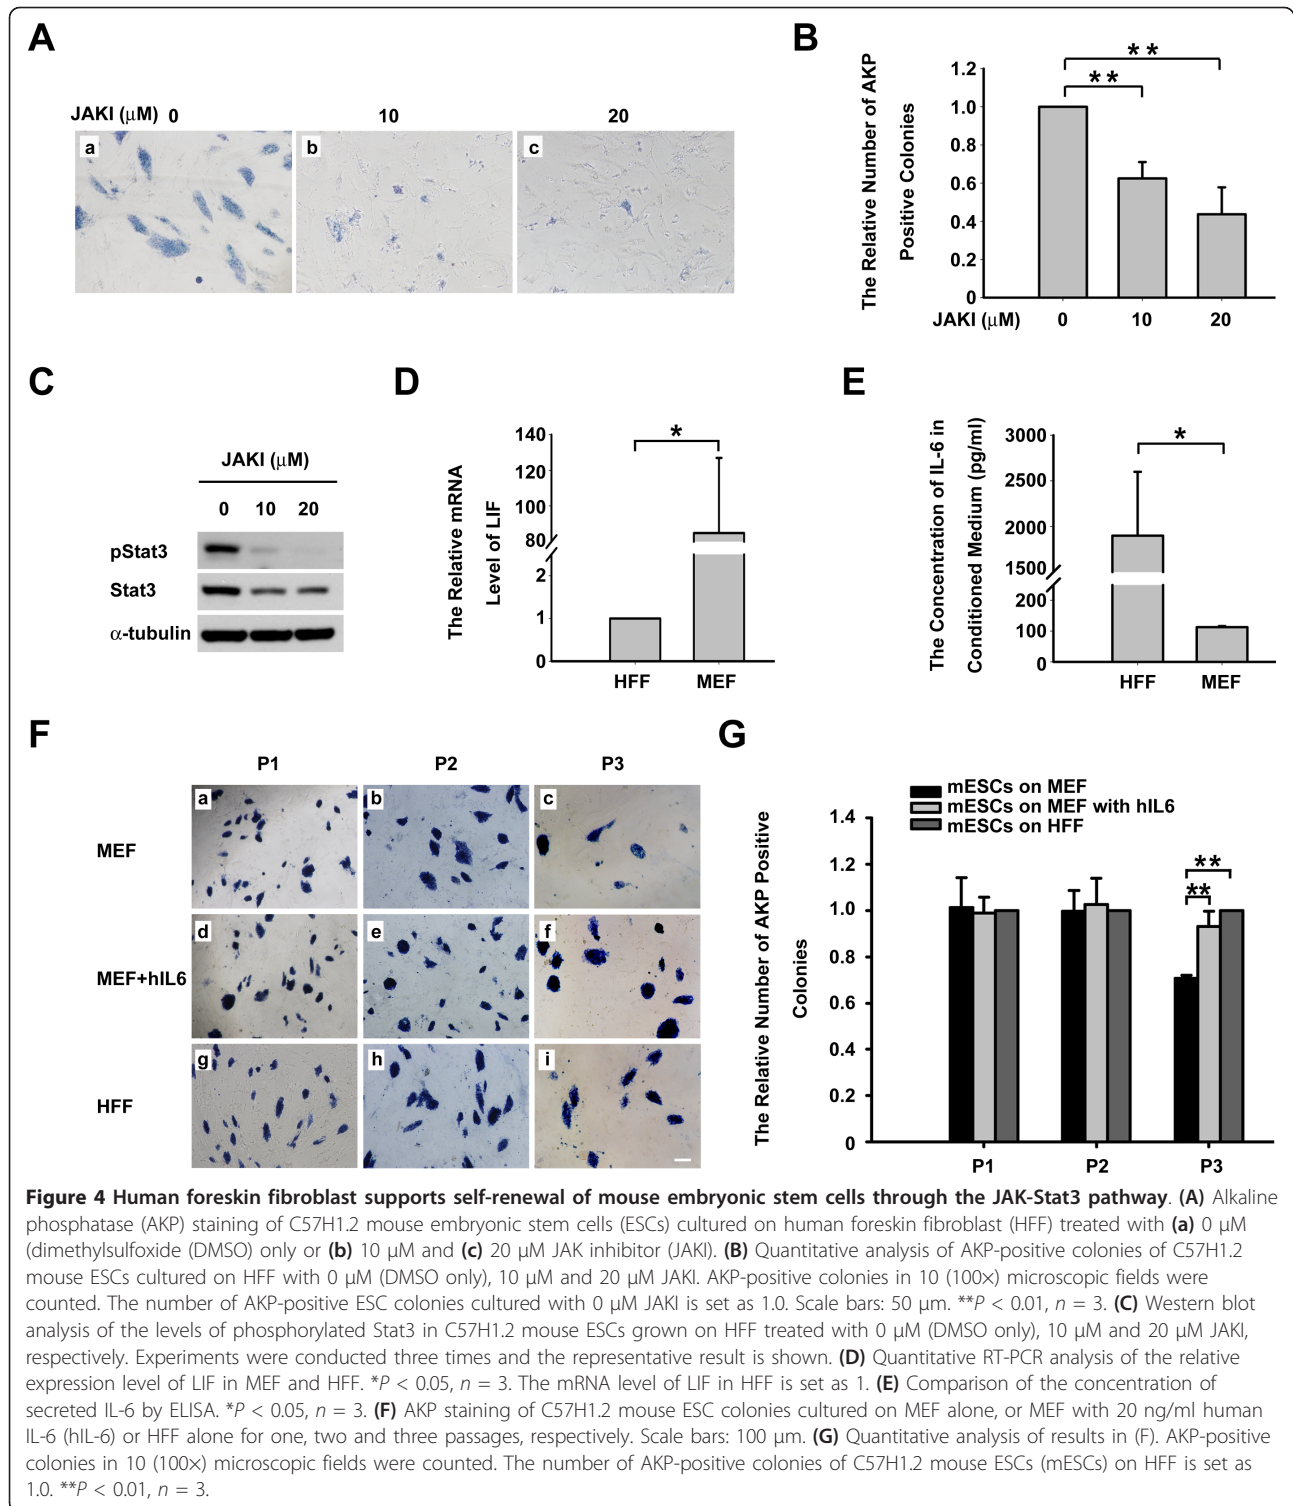 A
JAKI (μM) 0 10 20
a b c
B
The Relative Number of AKP
Positive Colonies
1.2
1.0
0.8
0.6
0.4
0.2
0
** **
JAKI (μM) 0 10 20
C
JAKI (μM)
0 10 20
pStat3
Stat3
α-tubulin
D
The Relative mRNA
Level of LIF
140
120
100
80
2
1
0
*
HFF MEF
E
The Concentration of IL-6 in
Conditioned Medium (pg/ml)
3000
2500
2000
1500
200
100
0
*
HFF MEF
F
P1 P2 P3
MEF a b c
MEF+hIL6 d e f
HFF g h i
G
mESCs on MEF
mESCs on MEF with hIL6
mESCs on HFF
The Relative Number of AKP Positive
Colonies
1.4
1.2
1.0
0.8
0.6
0.4
0.2
0
**
**
P1 P2 P3
Figure 4 Human foreskin fibroblast supports self-renewal of mouse embryonic stem cells through the JAK-Stat3 pathway. (A) Alkaline
phosphatase (AKP) staining of C57H1.2 mouse embryonic stem cells (ESCs) cultured on human foreskin fibroblast (HFF) treated with (a) 0 μM
(dimethylsulfoxide (DMSO) only or (b) 10 μM and (c) 20 μM JAK inhibitor (JAKI). (B) Quantitative analysis of AKP-positive colonies of C57H1.2
mouse ESCs cultured on HFF with 0 μM (DMSO only), 10 μM and 20 μM JAKI. AKP-positive colonies in 10 (100×) microscopic fields were
counted. The number of AKP-positive ESC colonies cultured with 0 μM JAKI is set as 1.0. Scale bars: 50 μm. **P < 0.01, n = 3. (C) Western blot
analysis of the levels of phosphorylated Stat3 in C57H1.2 mouse ESCs grown on HFF treated with 0 μM (DMSO only), 10 μM and 20 μM JAKI,
respectively. Experiments were conducted three times and the representative result is shown. (D) Quantitative RT-PCR analysis of the relative
expression level of LIF in MEF and HFF. *P < 0.05, n = 3. The mRNA level of LIF in HFF is set as 1. (E) Comparison of the concentration of
secreted IL-6 by ELISA. *P < 0.05, n = 3. (F) AKP staining of C57H1.2 mouse ESC colonies cultured on MEF alone, or MEF with 20 ng/ml human
IL-6 (hIL-6) or HFF alone for one, two and three passages, respectively. Scale bars: 100 μm. (G) Quantitative analysis of results in (F). AKP-positive
colonies in 10 (100×) microscopic fields were counted. The number of AKP-positive colonies of C57H1.2 mouse ESCs (mESCs) on HFF is set as
1.0. **P < 0.01, n = 3.